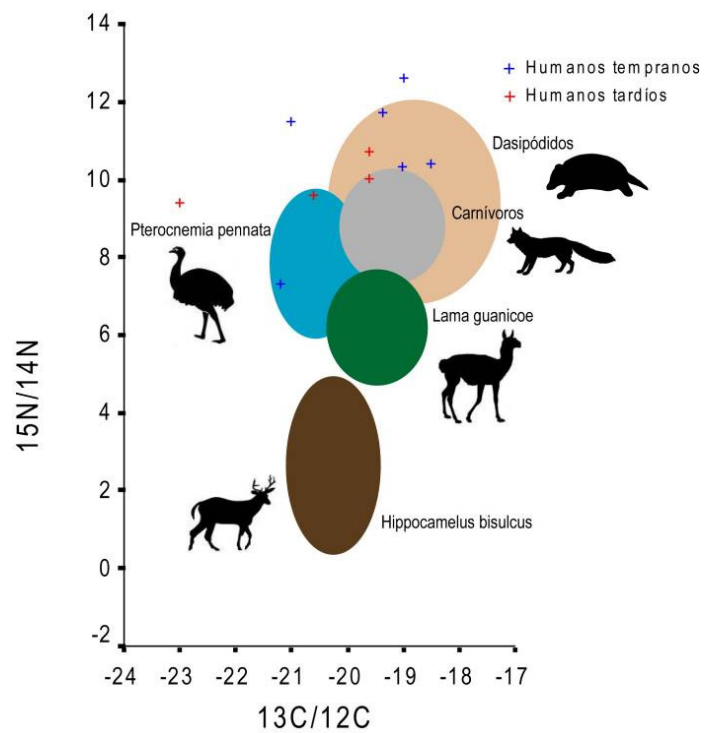 14
12
10
8
6
4
2
0
-2
15N/14N
-24 -23 -22 -21 -20 -19 -18 -17
13C/12C
+ Humanos tempranos
+ Humanos tardíos
Dasipódidos
Carnívoros
Pterocnemia pennata
Lama guanicoe
Hippocamelus bisulcus